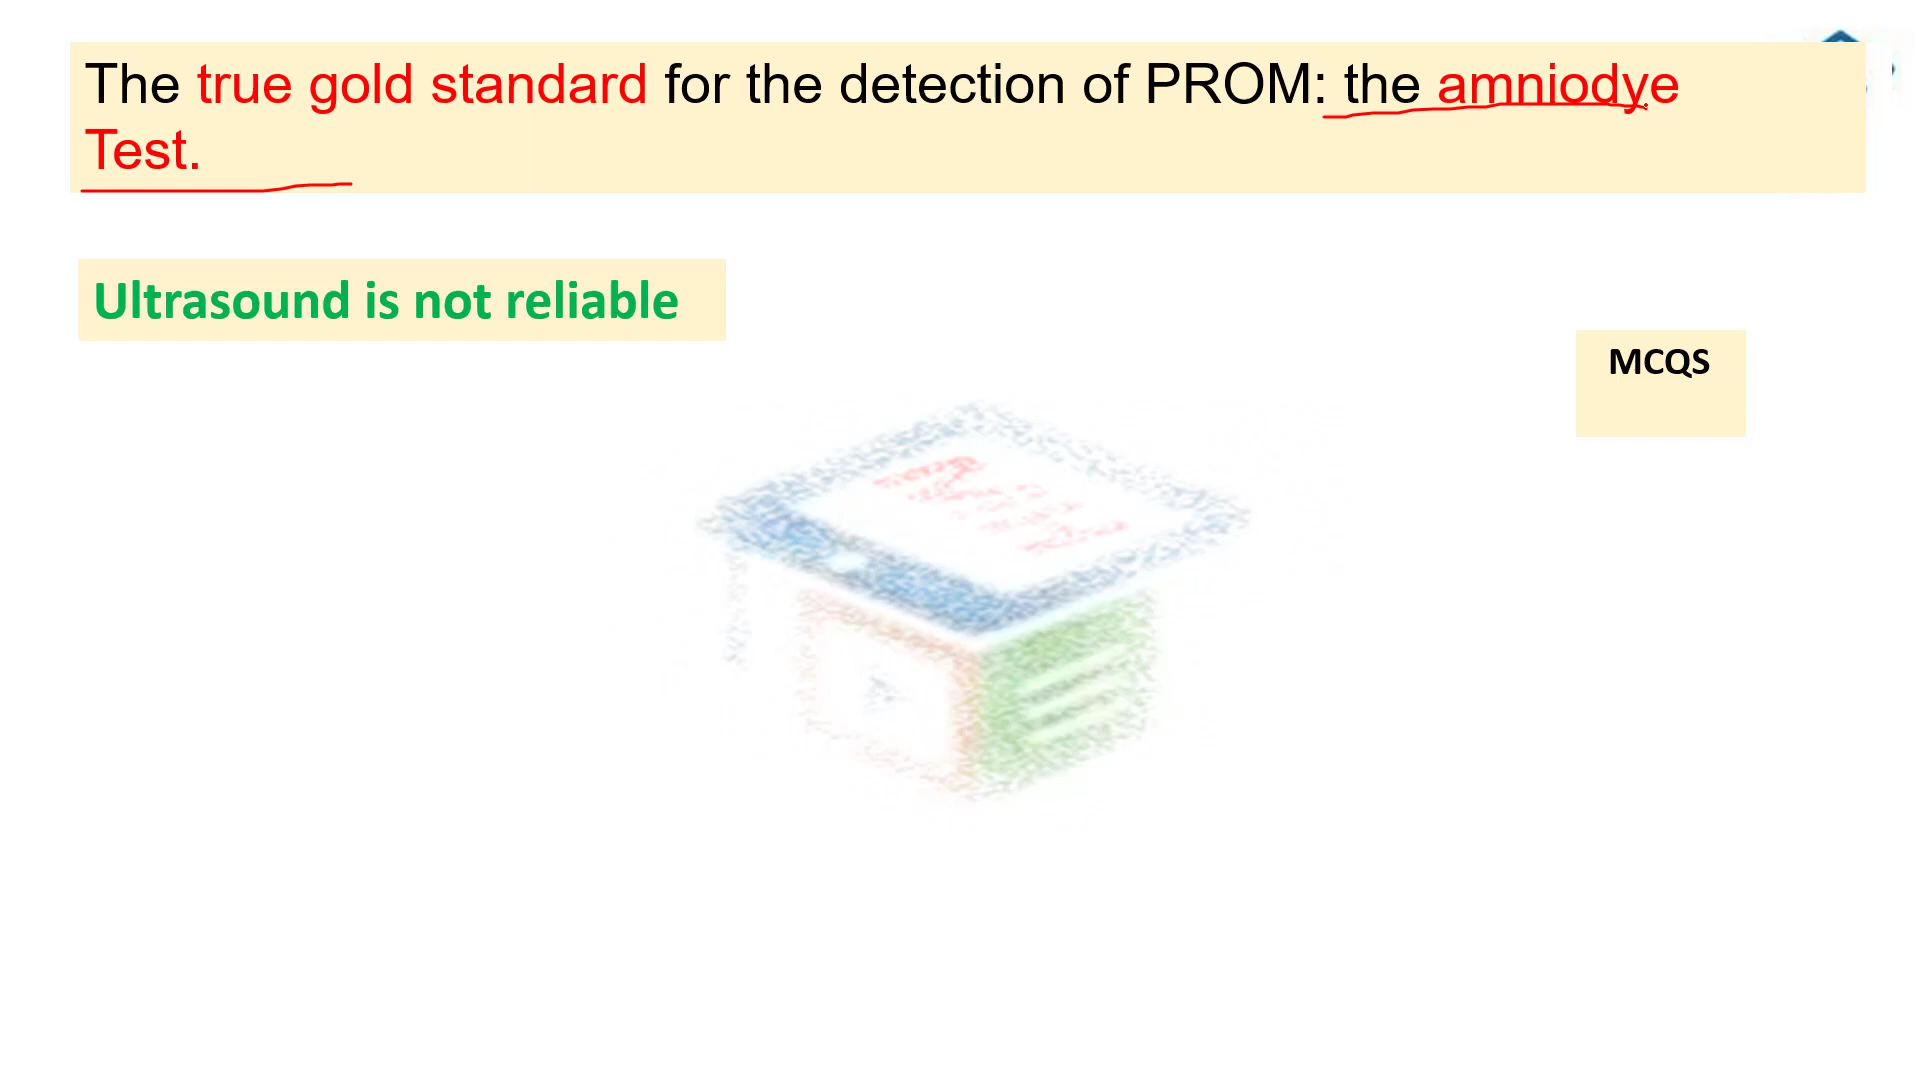 The true gold standard for the detection of PROM: the amniodye
Test.
Ultrasound is not reliable
MCQS